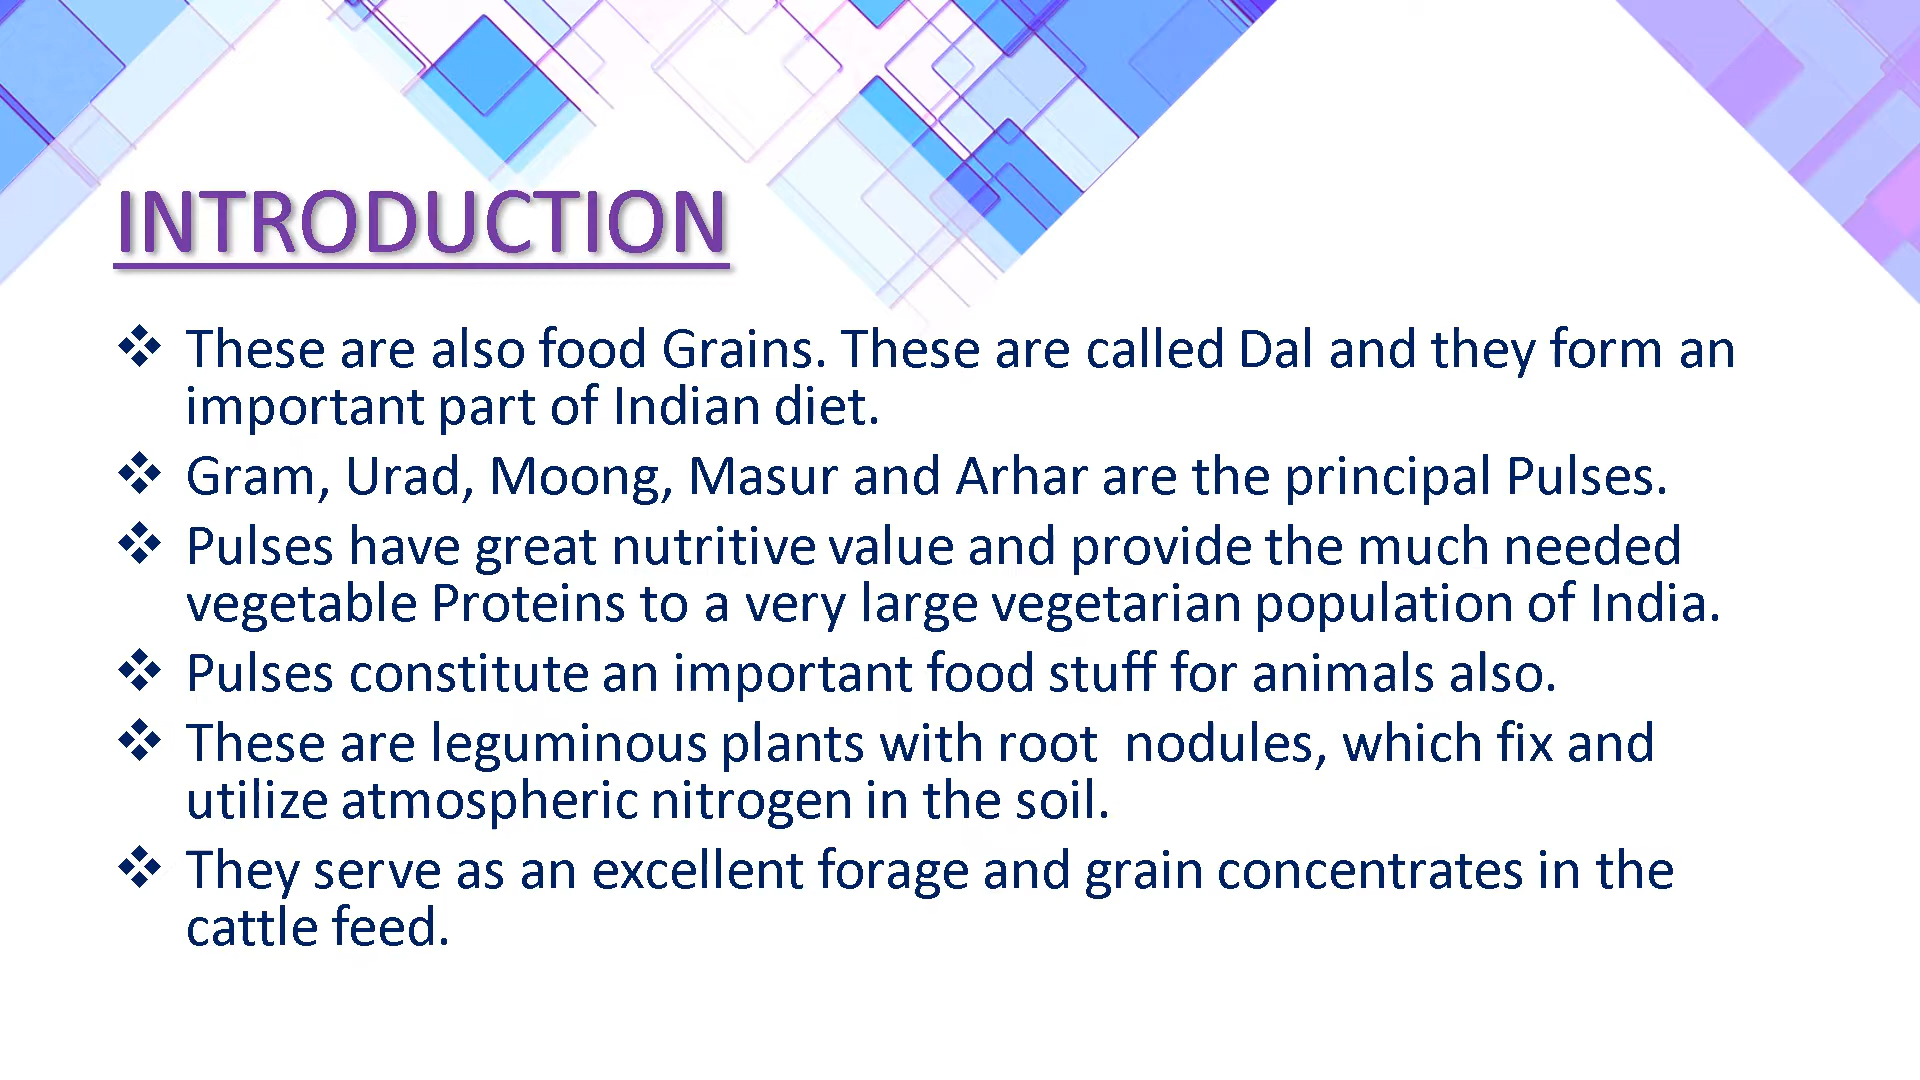 INTRODUCTION
❖ These are also food Grains. These are called Dal and they form an
important part of Indian diet.
❖ Gram, Urad, Moong, Masur and Arhar are the principal Pulses.
❖ Pulses have great nutritive value and provide the much needed
vegetable Proteins to a very large vegetarian population of India.
❖ Pulses constitute an important food stuff for animals also.
❖ These are leguminous plants with root  nodules, which fix and
utilize atmospheric nitrogen in the soil.
❖ They serve as an excellent forage and grain concentrates in the
cattle feed.